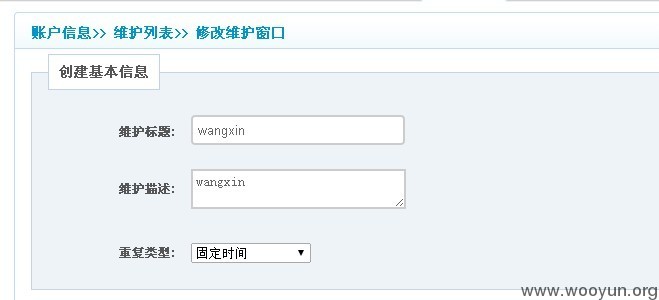 账户信息>> 维护列表>> 修改维护窗口
创建基本信息
维护标题: wangxin
维护描述: wangxin
重复类型: 固定时间
www.wooyun.org